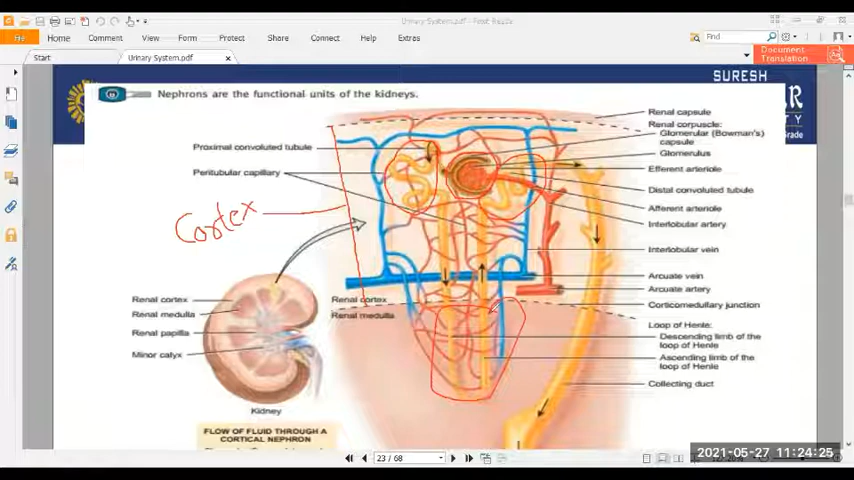 Urinary System.pdf - Foxit Reader
File
Home
Comment
View
Form
Protect
Share
Connect
Help
Extras
Find
Document
Translation
Start
Urinary System.pdf
SURESH
Nephrons are the functional units of the kidneys.
R
TY
Grade
Proximal convoluted tubule
Peritubular capillary
Cortex
Renal capsule
Renal corpuscle:
Glomerular (Bowman's)
capsule
Glomerulus
Efferent arteriole
Distal convoluted tubule
Afferent arteriole
Interlobular artery
Interlobular vein
Arcuate vein
Arcuate artery
Corticomedullary junction
Loop of Henle:
Descending limb of the
loop of Henle
Ascending limb of the
loop of Henle
Collecting duct
Renal cortex
Renal medulla
Renal cortex
Renal medulla
Renal papilla
Minor calyx
Kidney
FLOW OF FLUID THROUGH A
CORTICAL NEPHRON
23 / 68
2021-05-27 11:24:25